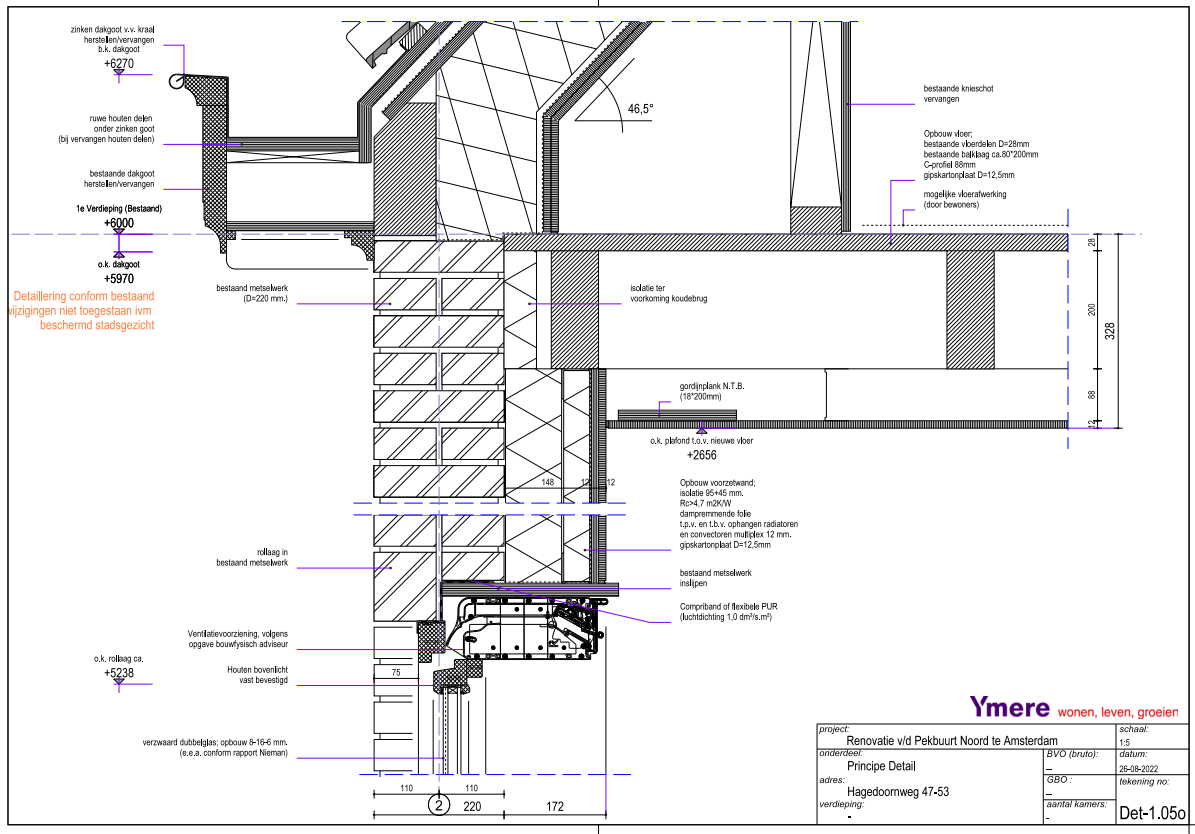 zinken dakgoot v.v. kraal
herstellen/vervangen
b.k. dakgoot
+6270
ruwe houten delen
onder zinken goot
(bij vervangen houten delen)
bestaande dakgoot
herstellen/vervangen
1e Verdieping (Bestaand)
+6000
o.k. dakgoot
+5970
Detaillering conform bestaand
vijzigingen niet toegestaan ivm
beschermd stadsgezicht
bestaand metselwerk
(D=220 mm.)
rollaag in
bestaand metselwerk
Ventilatievoorziening, volgens
opgave bouwfysisch adviseur
o.k. rollaag ca.
+5238
Houten bovenlicht
vast bevestigd
verzwaard dubbelglas; opbouw 8-16-6 mm.
(e.e.a. conform rapport Nieman)
75
110
110
2
220
172
46,5°
bestaande knieschot
vervangen
Opbouw vloer;
bestaande vloerdelen D=28mm
bestaande balklaag ca.80*200mm
C-profiel 88mm
gipskartonplaat D=12,5mm
mogelijke vloerafwerking
(door bewoners)
isolatie ter
voorkoming koudebrug
28
200
88
12
328
gordijnplank N.T.B.
(18*200mm)
o.k. plafond t.o.v. nieuwe vloer
+2656
148
12
12
Opbouw voorzetwand;
isolatie 95+45 mm.
Rc>4,7 m2K/W
dampremmende folie
t.p.v. en t.b.v. ophangen radiatoren
en convectoren multiplex 12 mm.
gipskartonplaat D=12,5mm
bestaand metselwerk
inslijpen
Compriband of flexibele PUR
(luchtdichting 1,0 dm³/s.m²)
Ymere wonen, leven, groeien
project:
Renovatie v/d Pekbuurt Noord te Amsterdam
schaal:
1:5
onderdeel:
Principe Detail
BVO (bruto):
--
datum:
26-08-2022
adres:
Hagedoornweg 47-53
GBO :
--
tekening no:
Det-1.05o
verdieping:
-
aantal kamers:
-